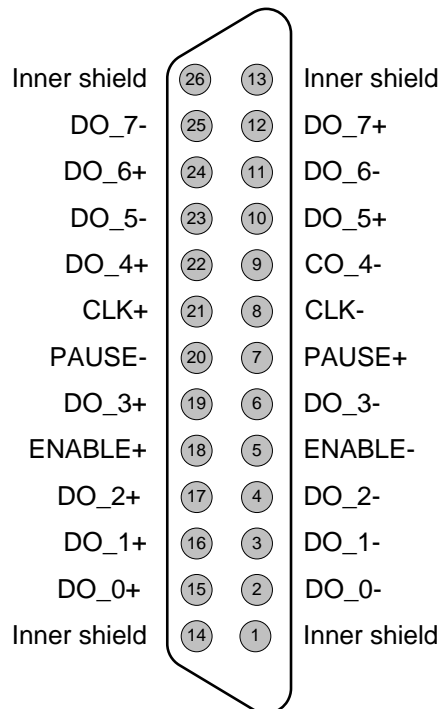 Inner shield 26 13 Inner shield
DO_7- 25 12 DO_7+
DO_6+ 24 11 DO_6-
DO_5- 23 10 DO_5+
DO_4+ 22 9 CO_4-
CLK+ 21 8 CLK-
PAUSE- 20 7 PAUSE+
DO_3+ 19 6 DO_3-
ENABLE+ 18 5 ENABLE-
DO_2+ 17 4 DO_2-
DO_1+ 16 3 DO_1-
DO_0+ 15 2 DO_0-
Inner shield 14 1 Inner shield